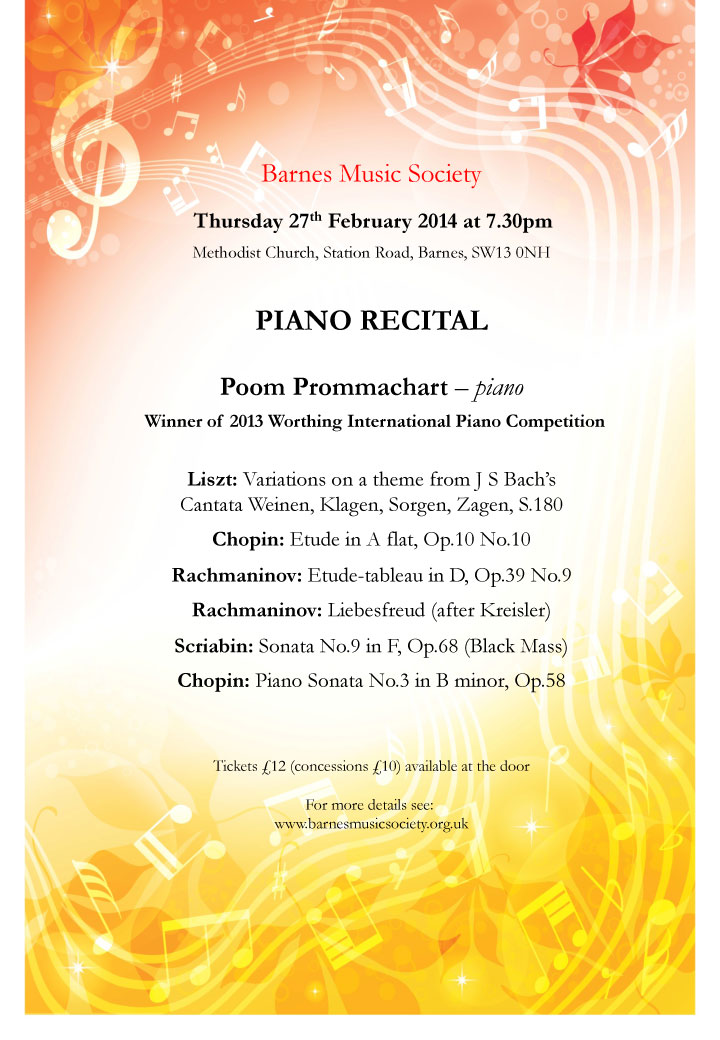 Barnes Music Society
Thursday 27th February 2014 at 7.30pm
Methodist Church, Station Road, Barnes, SW13 0NH
PIANO RECITAL
Poom Prommachart – piano
Winner of 2013 Worthing International Piano Competition
Liszt: Variations on a theme from J S Bach’s
Cantata Weinen, Klagen, Sorgen, Zagen, S.180
Chopin: Etude in A flat, Op.10 No.10
Rachmaninov: Etude-tableau in D, Op.39 No.9
Rachmaninov: Liebesfreud (after Kreisler)
Scriabin: Sonata No.9 in F, Op.68 (Black Mass)
Chopin: Piano Sonata No.3 in B minor, Op.58
Tickets £12 (concessions £10) available at the door
For more details see:
www.barnesmusicsociety.org.uk